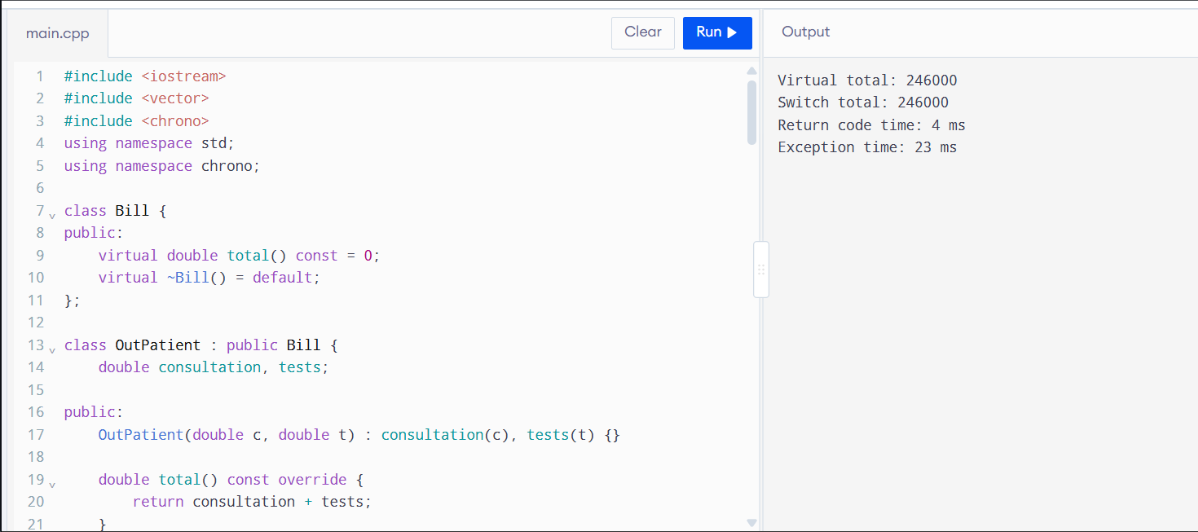 main.cpp
Clear
Run
Output
1 #include <iostream>
2 #include <vector>
3 #include <chrono>
4 using namespace std;
5 using namespace chrono;
6
7 class Bill {
8 public:
9     virtual double total() const = 0;
10     virtual ~Bill() = default;
11 };
12
13 class OutPatient : public Bill {
14     double consultation, tests;
15
16 public:
17     OutPatient(double c, double t) : consultation(c), tests(t) {}
18
19     double total() const override {
20         return consultation + tests;
21     }
Virtual total: 246000
Switch total: 246000
Return code time: 4 ms
Exception time: 23 ms